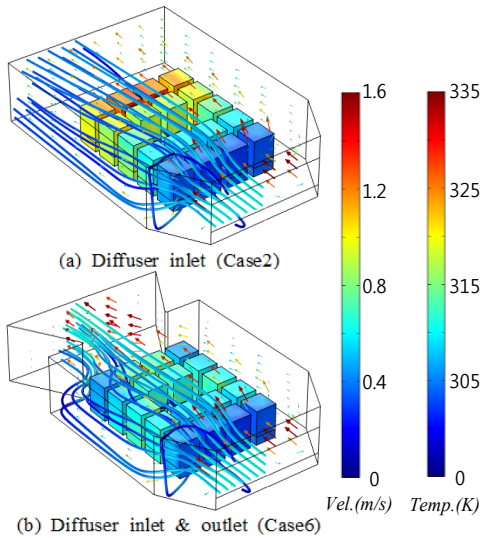 1.6
335
1.2
325
(a) Diffuser inlet (Case2)
0.8
315
0.4
305
0
0
Vel.(m/s)
Temp.(K)
(b) Diffuser inlet & outlet (Case6)